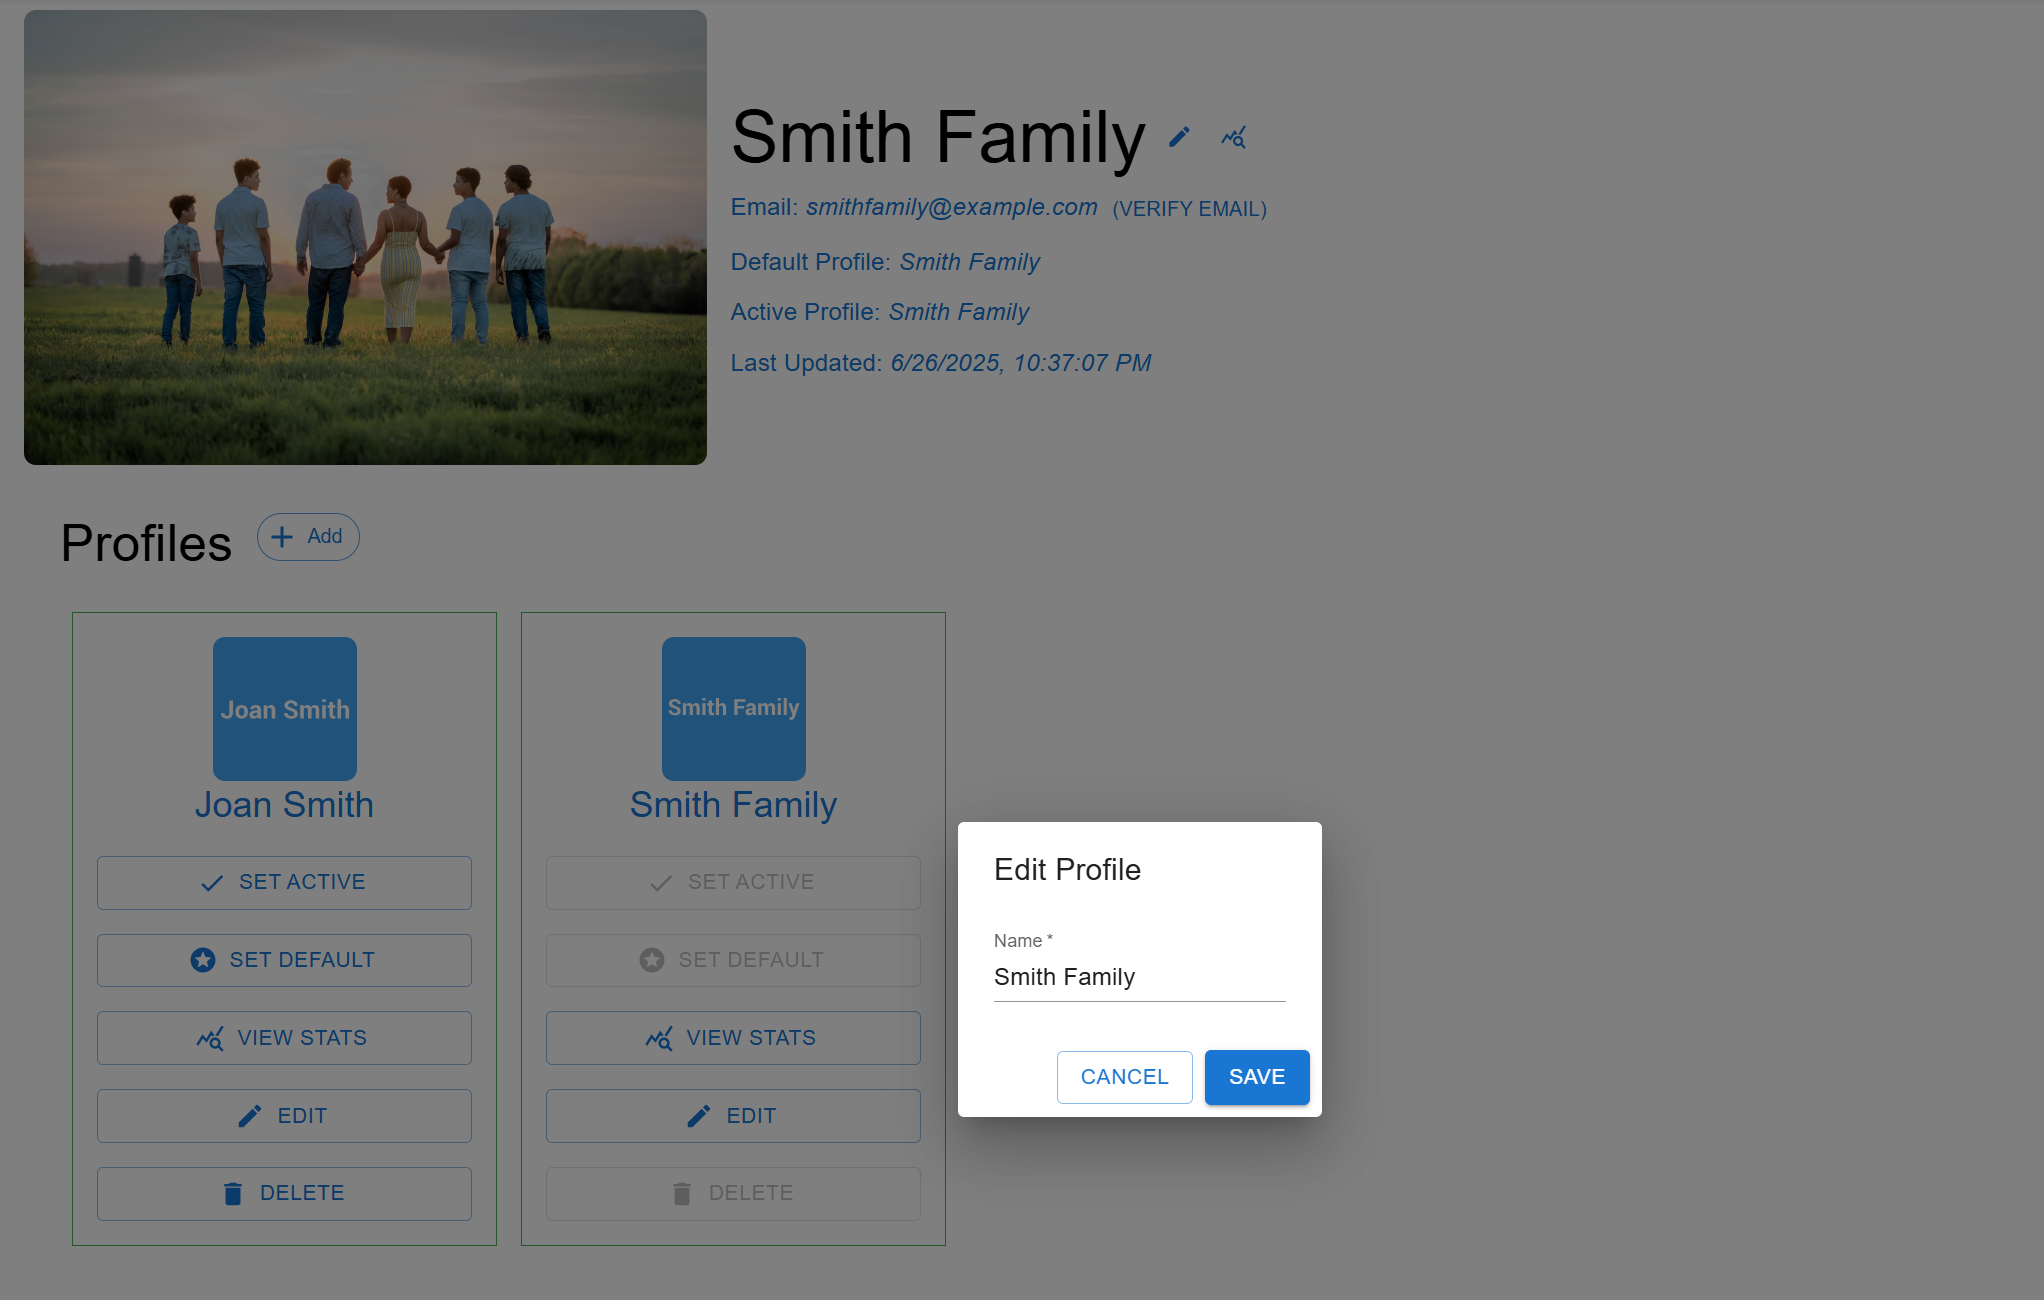 Smith Family
Email: smithfamily@example.com (VERIFY EMAIL)
Default Profile: Smith Family
Active Profile: Smith Family
Last Updated: 6/26/2025, 10:37:07 PM
Profiles
Add
Joan Smith
Joan Smith
SET ACTIVE
SET DEFAULT
VIEW STATS
EDIT
DELETE
Smith Family
Smith Family
SET ACTIVE
SET DEFAULT
VIEW STATS
EDIT
DELETE
Edit Profile
Name *
Smith Family
CANCEL
SAVE